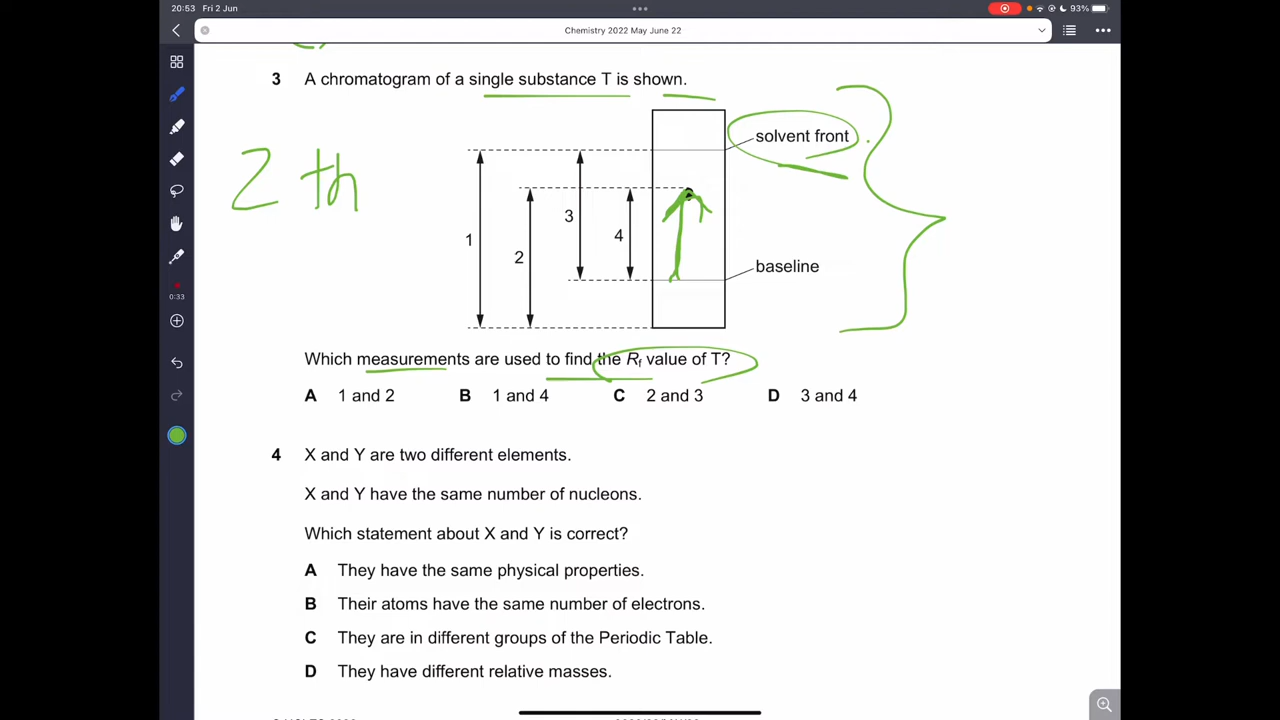 20:53 Fri 2 Jun
93%
Chemistry 2022 May June 22
3 A chromatogram of a single substance T is shown.
solvent front
2 th
1
2
3
4
baseline
0:33
Which measurements are used to find the Rf value of T?
A 1 and 2 B 1 and 4 C 2 and 3 D 3 and 4
4 X and Y are two different elements.
X and Y have the same number of nucleons.
Which statement about X and Y is correct?
A They have the same physical properties.
B Their atoms have the same number of electrons.
C They are in different groups of the Periodic Table.
D They have different relative masses.